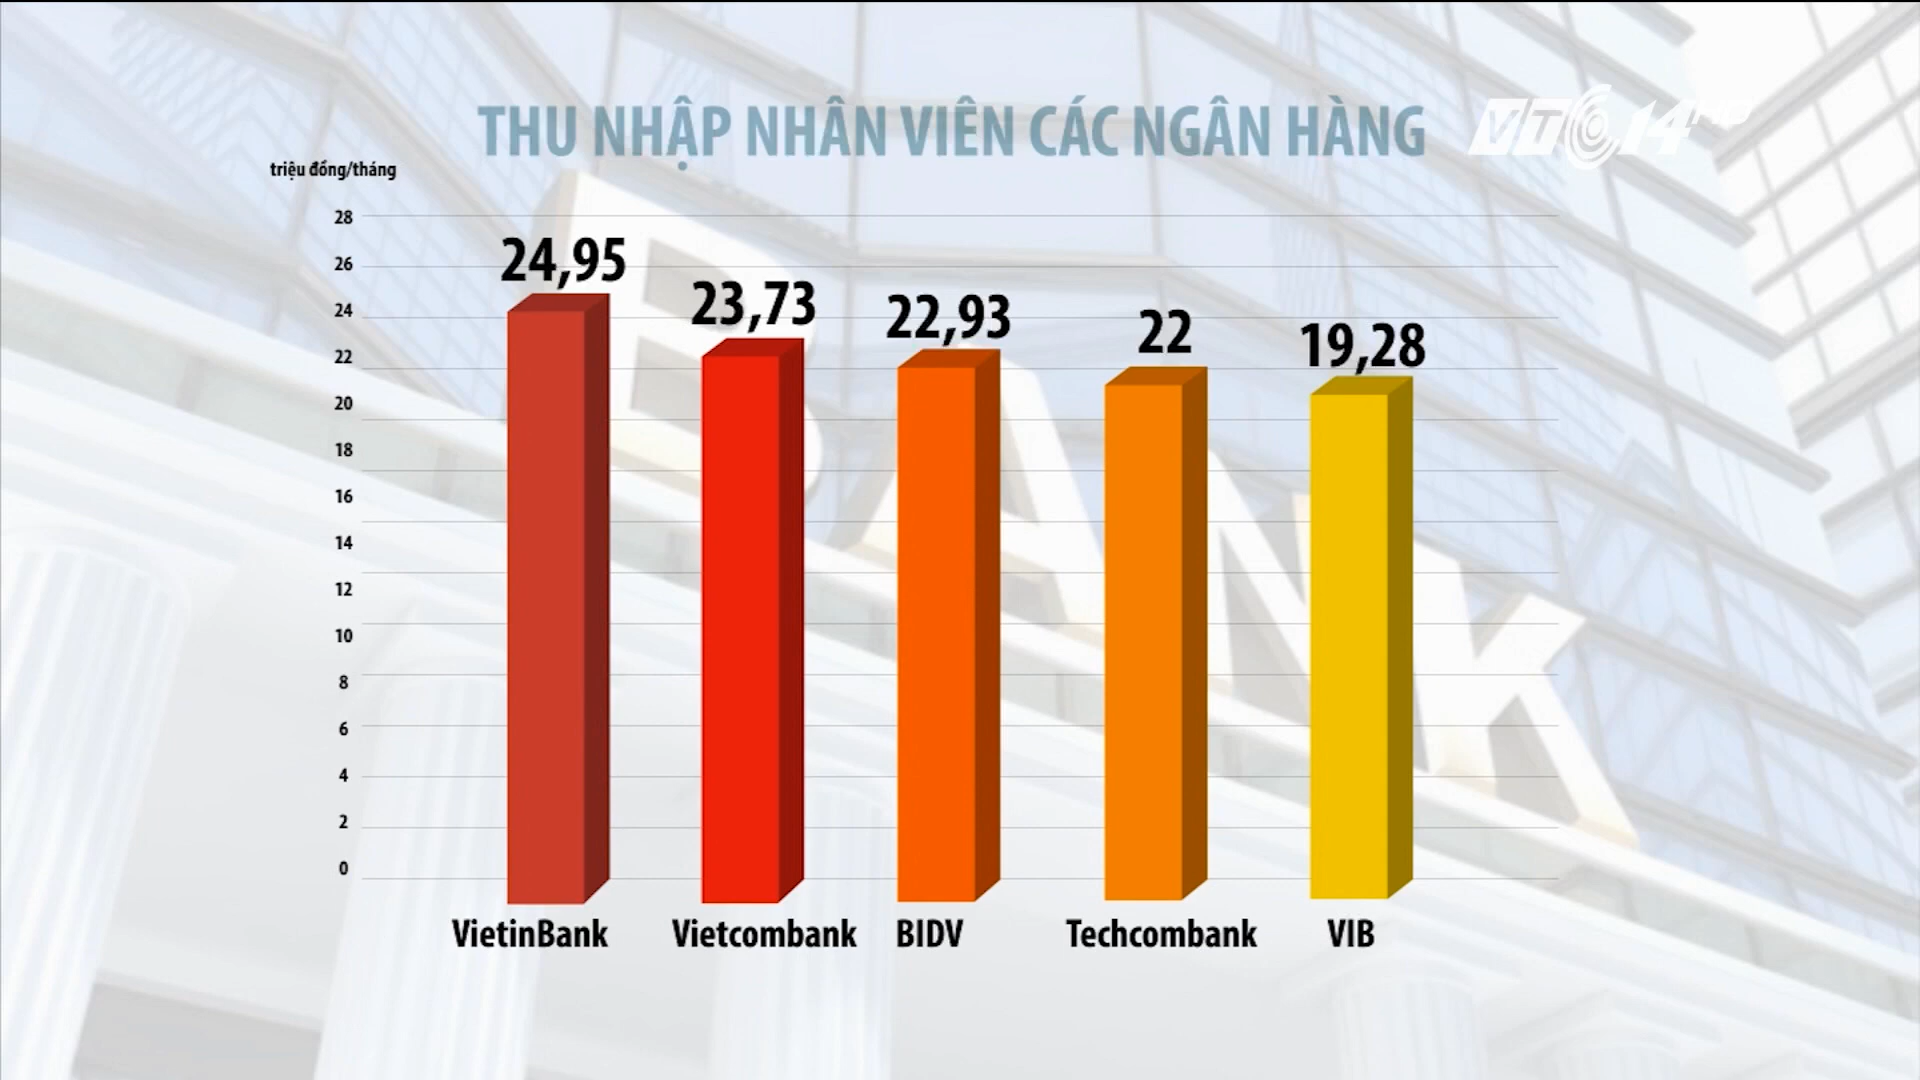 THU NHẬP NHÂN VIÊN CÁC NGÂN HÀNG
VTC14 HD
triệu đồng/tháng
28
26
24
22
20
18
16
14
12
10
8
6
4
2
0
24,95
23,73
22,93
22
19,28
VietinBank
Vietcombank
BIDV
Techcombank
VIB
BANK